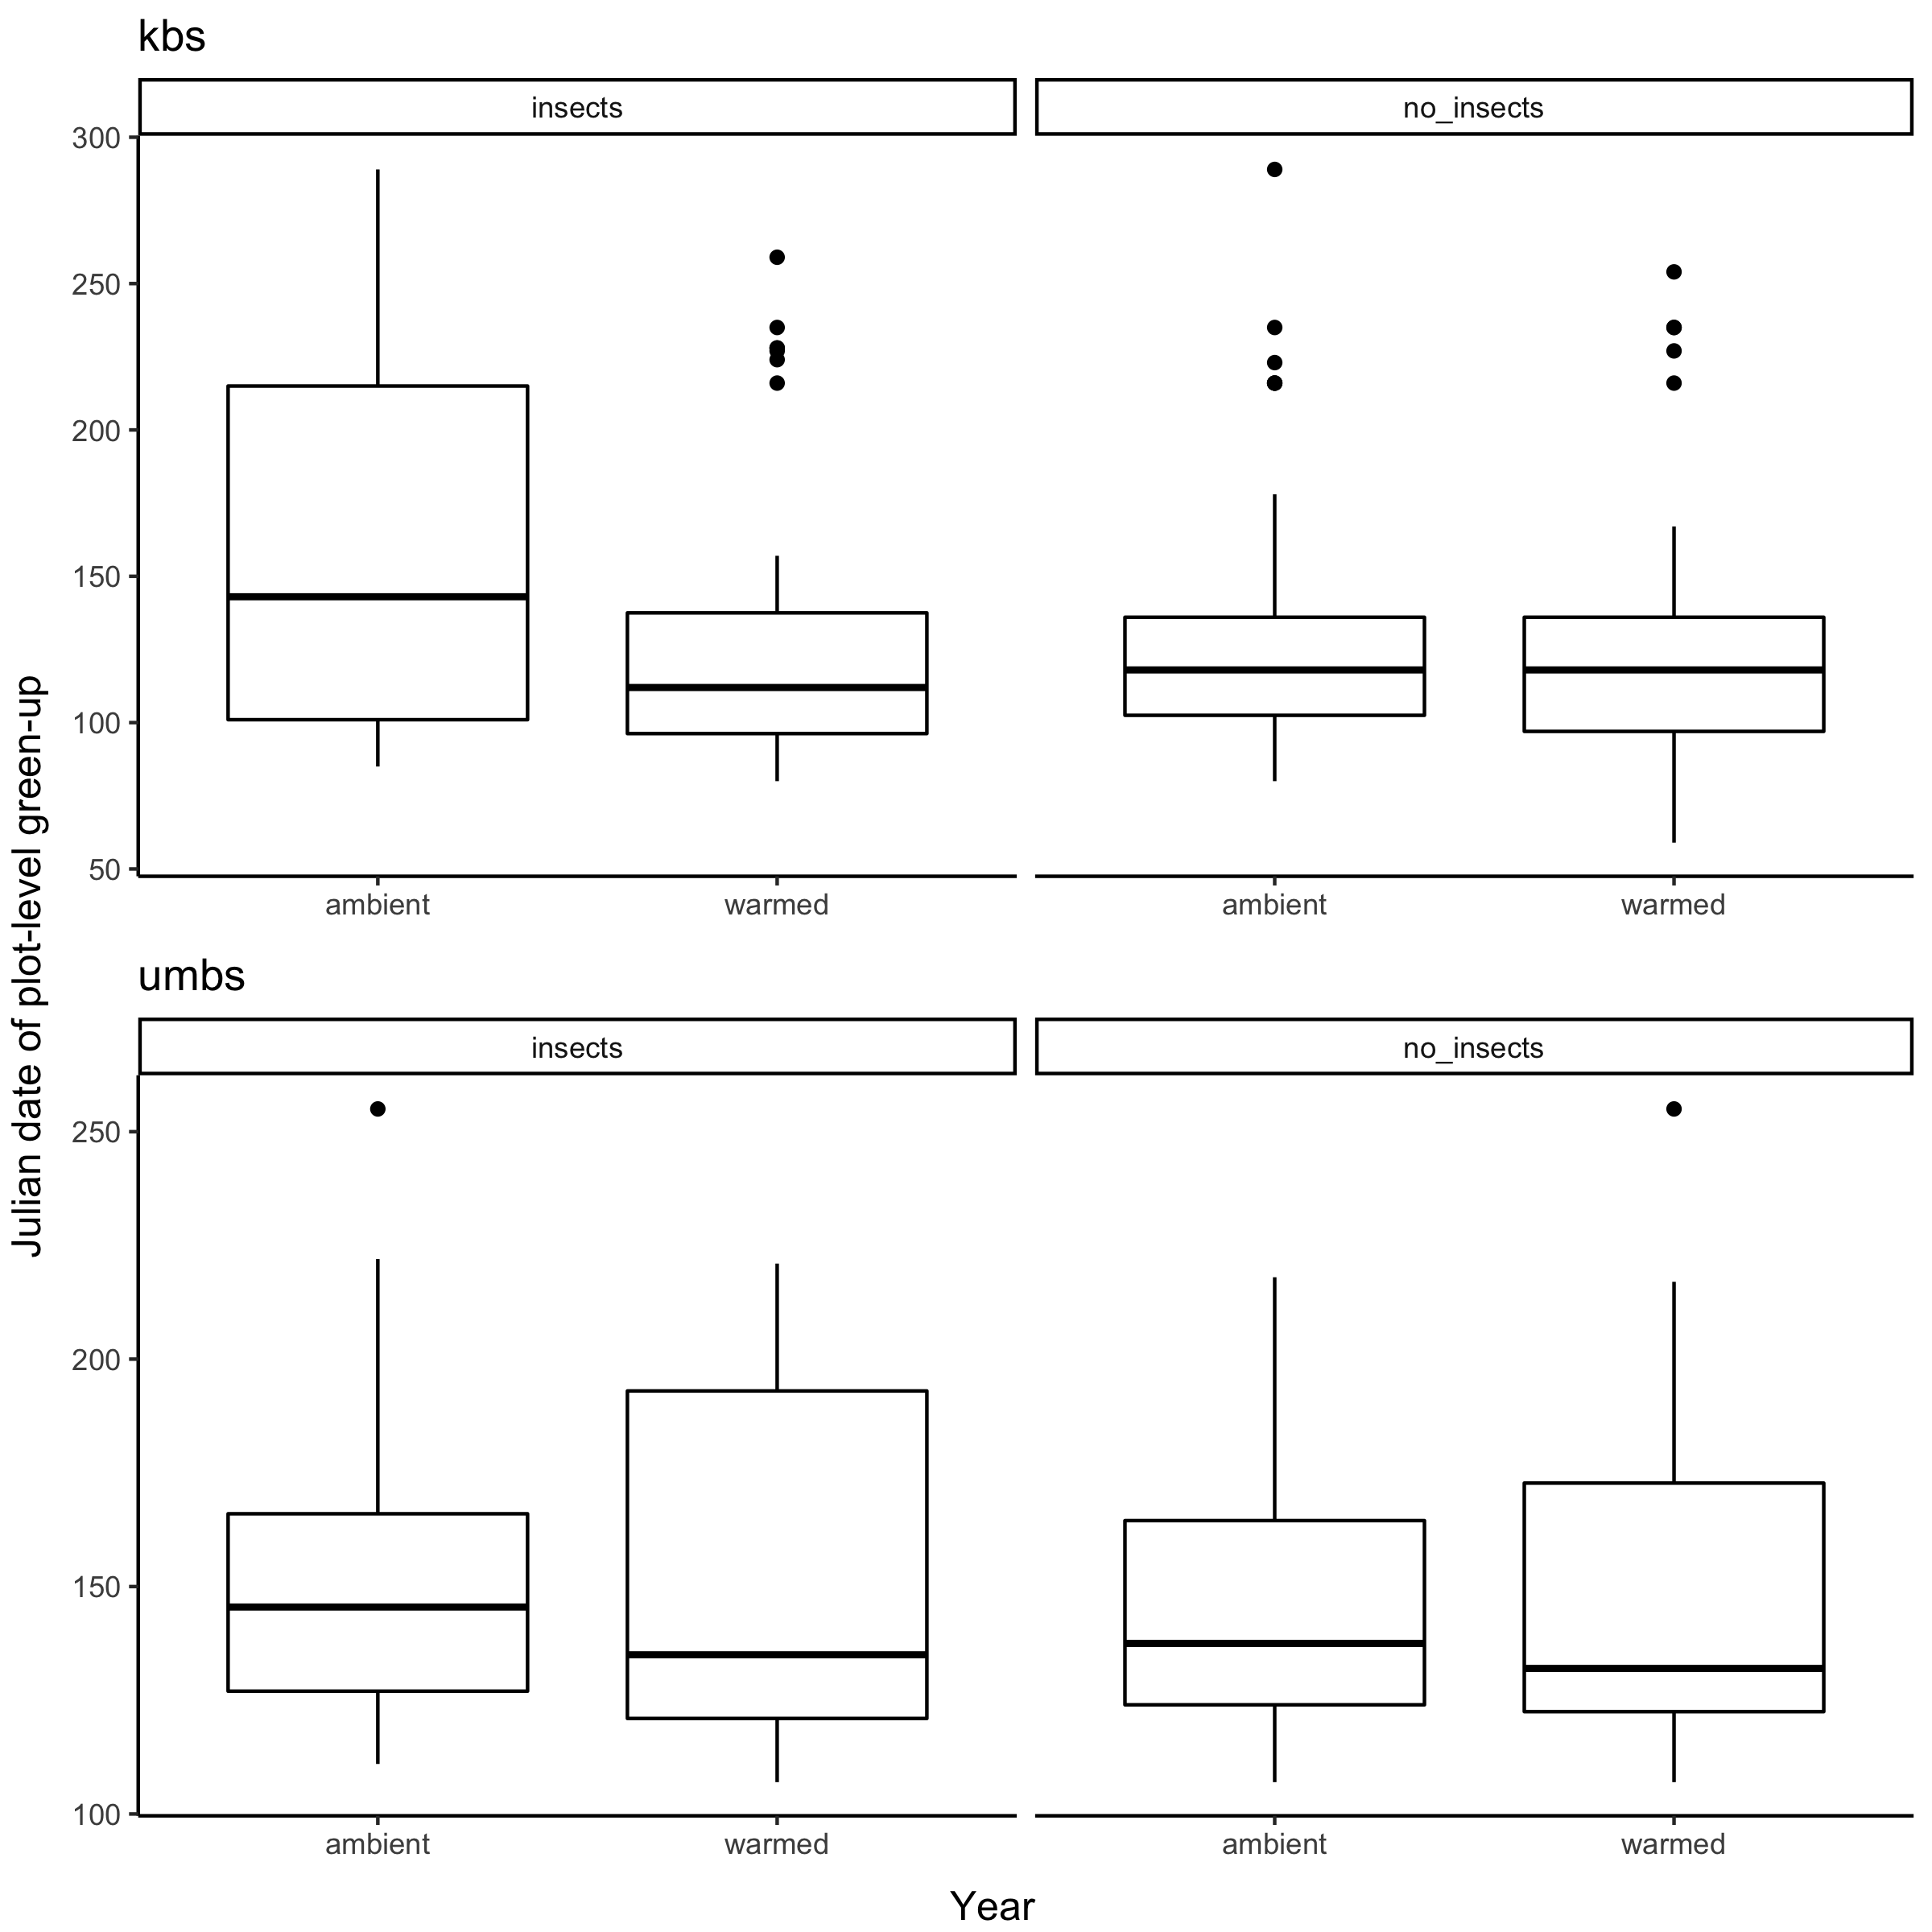 kbs
insects
no_insects
300
250
200
150
100
50
ambient
warmed
ambient
warmed
Julian date of plot-level green-up
umbs
insects
no_insects
250
200
150
100
ambient
warmed
ambient
warmed
Year